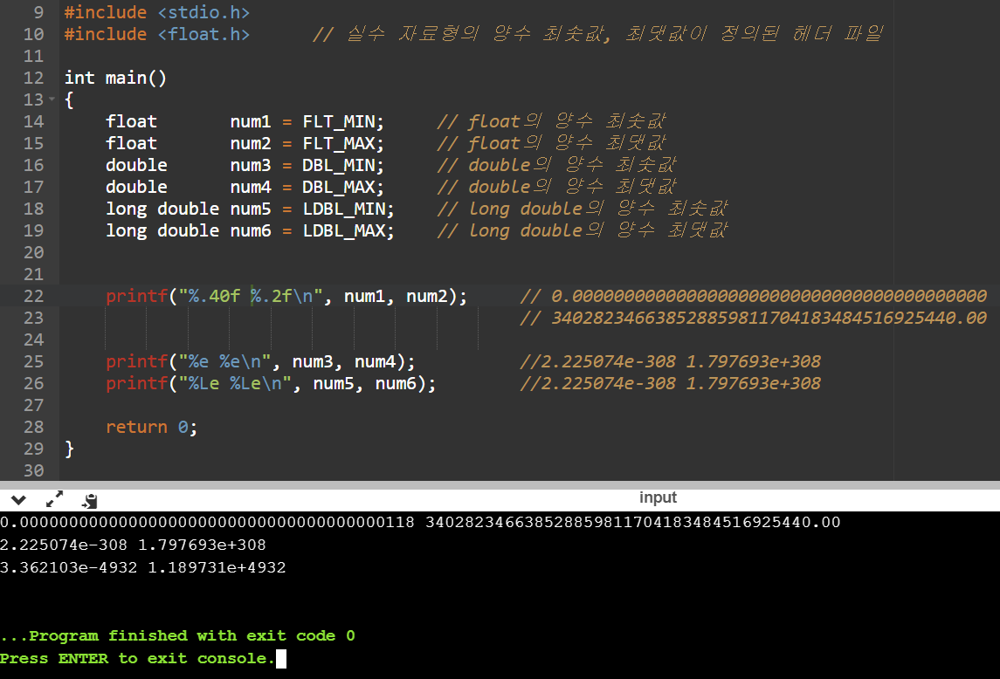 9 #include <stdio.h>
10 #include <float.h> // 실수 자료형의 양수 최솟값, 최댓값이 정의된 헤더 파일
11
12 int main()
13 {
14 float num1 = FLT_MIN; // float의 양수 최솟값
15 float num2 = FLT_MAX; // float의 양수 최댓값
16 double num3 = DBL_MIN; // double의 양수 최솟값
17 double num4 = DBL_MAX; // double의 양수 최댓값
18 long double num5 = LDBL_MIN; // long double의 양수 최솟값
19 long double num6 = LDBL_MAX; // long double의 양수 최댓값
20
21
22 printf("%.40f %.2f\n", num1, num2); // 0.0000000000000000000000000000000000000000
23 // 340282346638528859811704183484516925440.00
24
25 printf("%e %e\n", num3, num4); //2.225074e-308 1.797693e+308
26 printf("%Le %Le\n", num5, num6); //2.225074e-308 1.797693e+308
27
28 return 0;
29 }
30
input
0.0000000000000000000000000000000000000118 340282346638528859811704183484516925440.00
2.225074e-308 1.797693e+308
3.362103e-4932 1.189731e+4932
...Program finished with exit code 0
Press ENTER to exit console.